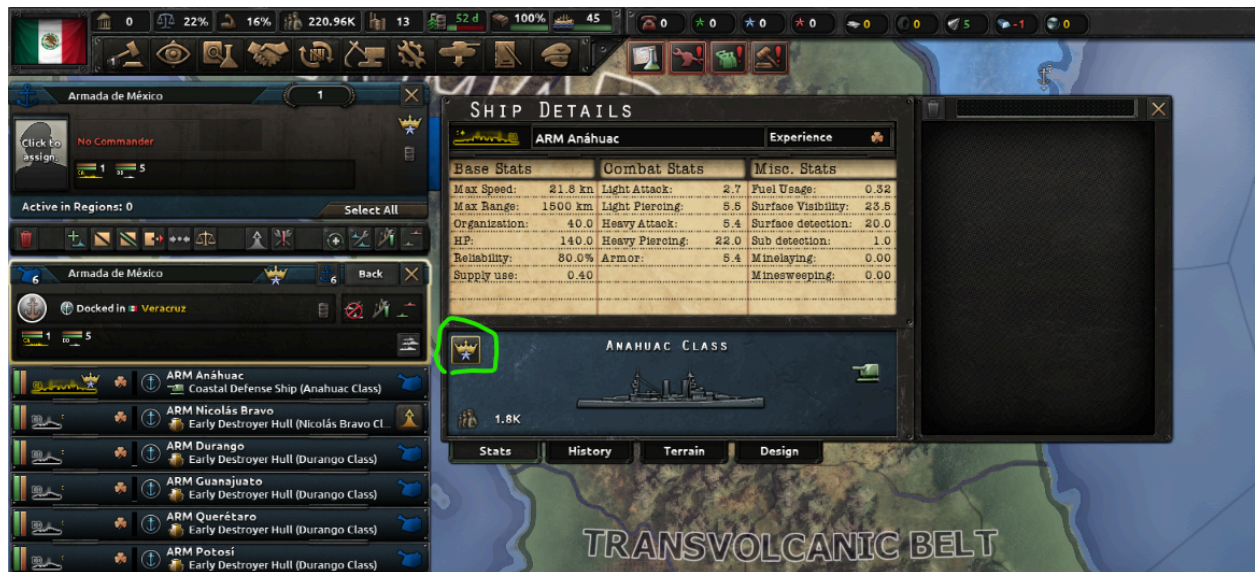 0 22% 16% 220.96K 13 52 d 100% 45 0 0 0 0 0 0 5 -1 0
Armada de México 1
Click to assign.
No Commander
CA 1 DD 5
Active in Regions: 0 Select All
Armada de México 6 Back
6
Docked in Veracruz
CA 1 DD 5
ARM Anáhuac
Coastal Defense Ship (Anahuac Class)
ARM Nicolás Bravo
Early Destroyer Hull (Nicolás Bravo Cl...
ARM Durango
Early Destroyer Hull (Durango Class)
ARM Guanajuato
Early Destroyer Hull (Durango Class)
ARM Querétaro
Early Destroyer Hull (Durango Class)
ARM Potosí
Early Destroyer Hull (Durango Class)
Ship Details
ARM Anáhuac Experience
Base Stats Combat Stats Misc. Stats
Max Speed: 21.8 kn Light Attack: 2.7 Fuel Usage: 0.32
Max Range: 1500 km Light Piercing: 5.5 Surface Visibility: 23.5
Organization: 40.0 Heavy Attack: 5.4 Surface detection: 20.0
HP: 140.0 Heavy Piercing: 22.0 Sub detection: 1.0
Reliability: 80.0% Armor: 5.4 Minelaying: 0.00
Supply use: 0.40 Minesweeping: 0.00
Anahuac Class
1.8K
Stats History Terrain Design
3
TRANSVOLCANIC BELT